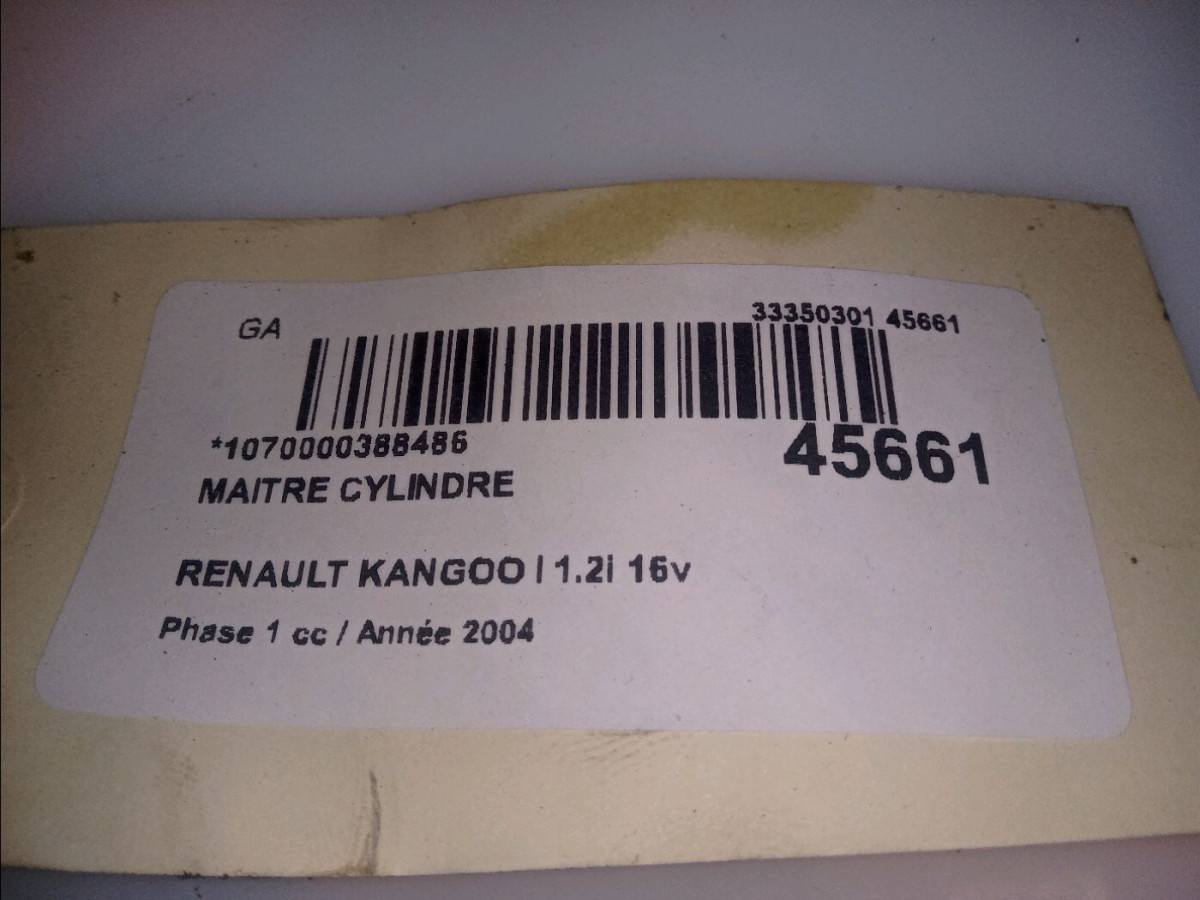 GA
33350301 45661
*1070000388486
45661
MAITRE CYLINDRE
RENAULT KANGOO I 1.2i 16v
Phase 1 cc / Année 2004